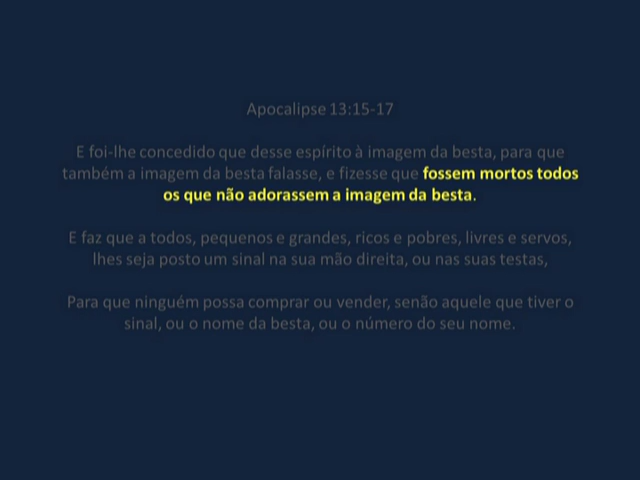 Apocalipse 13:15-17
E foi-lhe concedido que desse espírito à imagem da besta, para que
também a imagem da besta falasse, e fizesse que fossem mortos todos
os que não adorassem a imagem da besta.
E faz que a todos, pequenos e grandes, ricos e pobres, livres e servos,
lhes seja posto um sinal na sua mão direita, ou nas suas testas,
Para que ninguém possa comprar ou vender, senão aquele que tiver o
sinal, ou o nome da besta, ou o número do seu nome.